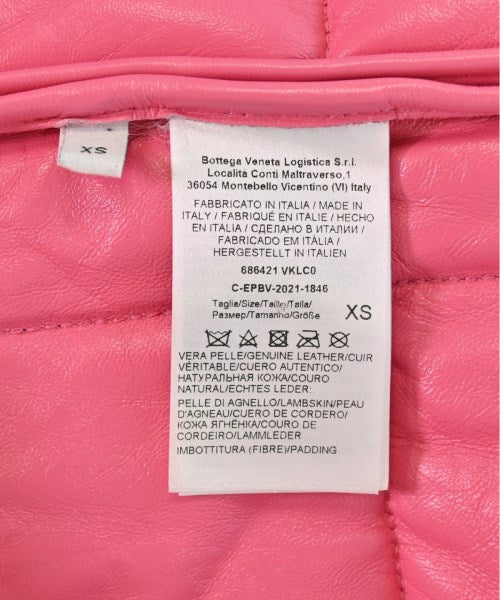 XS
Bottega Veneta Logistica S.r.l.
Località Conti Maltraverso,1
36054 Montebello Vicentino (VI) Italy
FABBRICATO IN ITALIA / MADE IN
ITALY / FABRIQUÉ EN ITALIE / HECHO
EN ITALIA / СДЕЛАНО В ИТАЛИИ /
FABRICADO EM ITÁLIA /
HERGESTELLT IN ITALIEN
686421 VKLC0
C-EPBV-2021-1846
Taglia/Size/Taille/Talla/
Размер/Tamanho/Größe XS
VERA PELLE/GENUINE LEATHER/CUIR
VÉRITABLE/CUERO AUTENTICO/
НАТУРАЛЬНАЯ КОЖА/COURO
NATURAL/ECHTES LEDER:
PELLE DI AGNELLO/LAMBSKIN/PEAU
D'AGNEAU/CUERO DE CORDERO/
КОЖА ЯГНЁНКА/COURO DE
CORDEIRO/LAMMLEDER
IMBOTTITURA (FIBRE)/PADDING